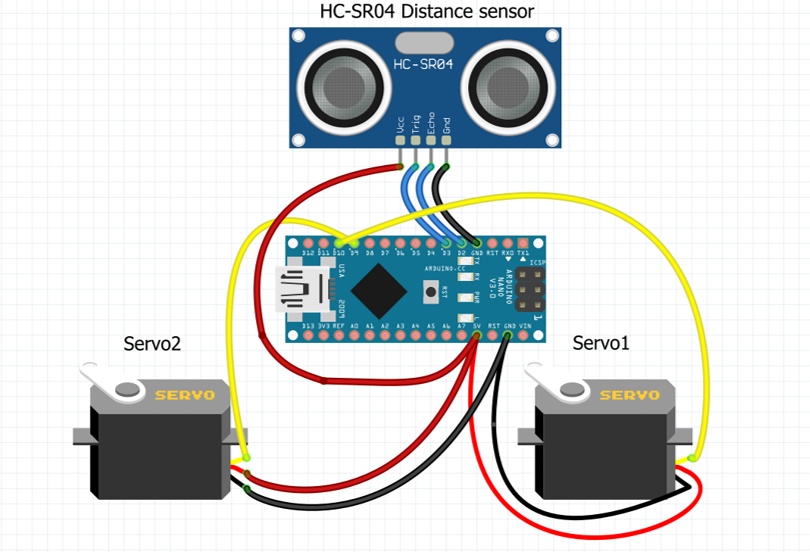 HC-SR04 Distance sensor
HC-SR04
Vcc
Trig
Echo
Gnd
D12 D11 D10 D9 D8 D7 D6 D5 D4 D3 D2 GND RST RX0 TX1
USA
2009
ARDUINO.CC
RST
TX
RX
PWR
L
ARDUINO
NANO
V3.0
ICSP
1
D13 3V3 REF A0 A1 A2 A3 A4 A5 A6 A7 5V RST GND VIN
Servo2
Servo1
SERVO
SERVO